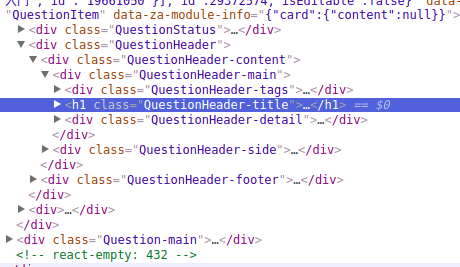 'id':'19661050'}],'id':29372574,'isEditable':false}" data-
"QuestionItem" data-za-module-info="{"card":{"content":null}}">
▶<div class="QuestionStatus">…</div>
▼<div class="QuestionHeader">
▼<div class="QuestionHeader-content">
▼<div class="QuestionHeader-main">
▶<div class="QuestionHeader-tags">…</div>
▶<h1 class="QuestionHeader-title">…</h1> == $0
▶<div class="QuestionHeader-detail">…</div>
</div>
▶<div class="QuestionHeader-side">…</div>
</div>
▶<div class="QuestionHeader-footer">…</div>
</div>
▶<div>…</div>
</div>
▶<div class="Question-main">…</div>
<!-- react-empty: 432 -->